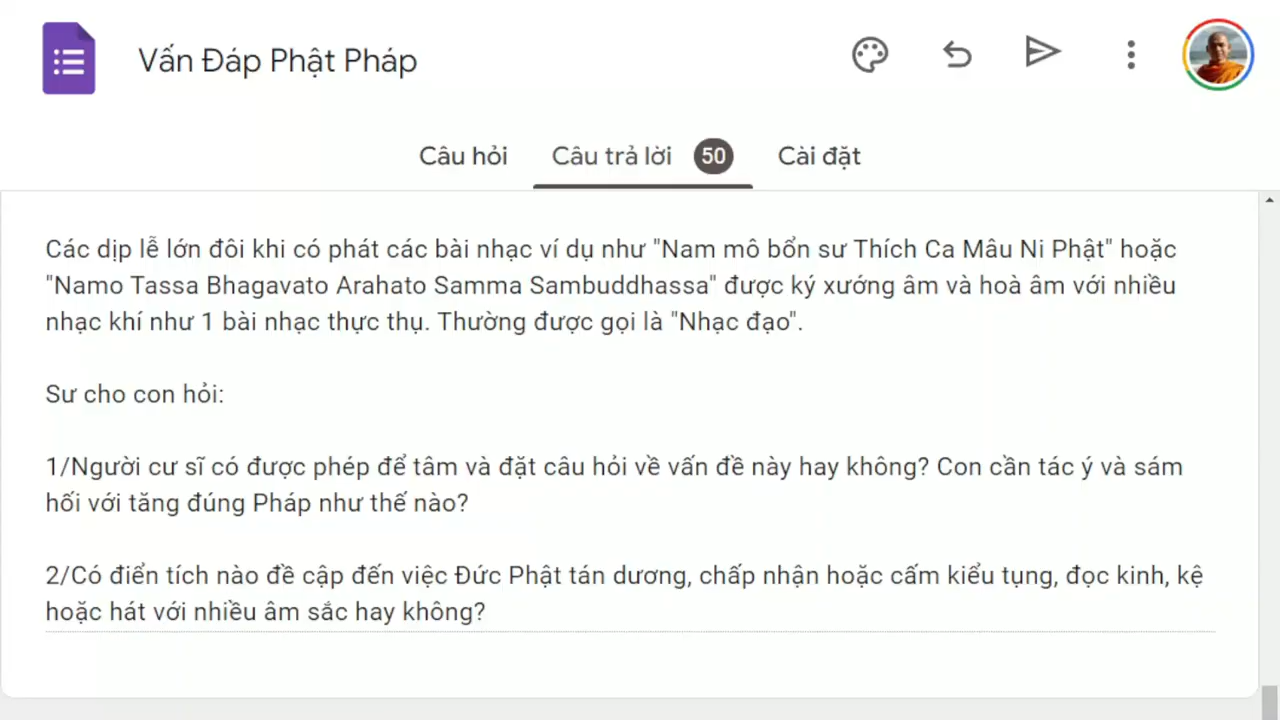 Vấn Đáp Phật Pháp
Câu hỏi Câu trả lời 50 Cài đặt
Các dịp lễ lớn đôi khi có phát các bài nhạc ví dụ như "Nam mô bổn sư Thích Ca Mâu Ni Phật" hoặc
"Namo Tassa Bhagavato Arahato Samma Sambuddhassa" được ký xướng âm và hoà âm với nhiều
nhạc khí như 1 bài nhạc thực thụ. Thường được gọi là "Nhạc đạo".
Sư cho con hỏi:
1/Người cư sĩ có được phép để tâm và đặt câu hỏi về vấn đề này hay không? Con cần tác ý và sám
hối với tăng đúng Pháp như thế nào?
2/Có điển tích nào đề cập đến việc Đức Phật tán dương, chấp nhận hoặc cấm kiểu tụng, đọc kinh, kệ
hoặc hát với nhiều âm sắc hay không?